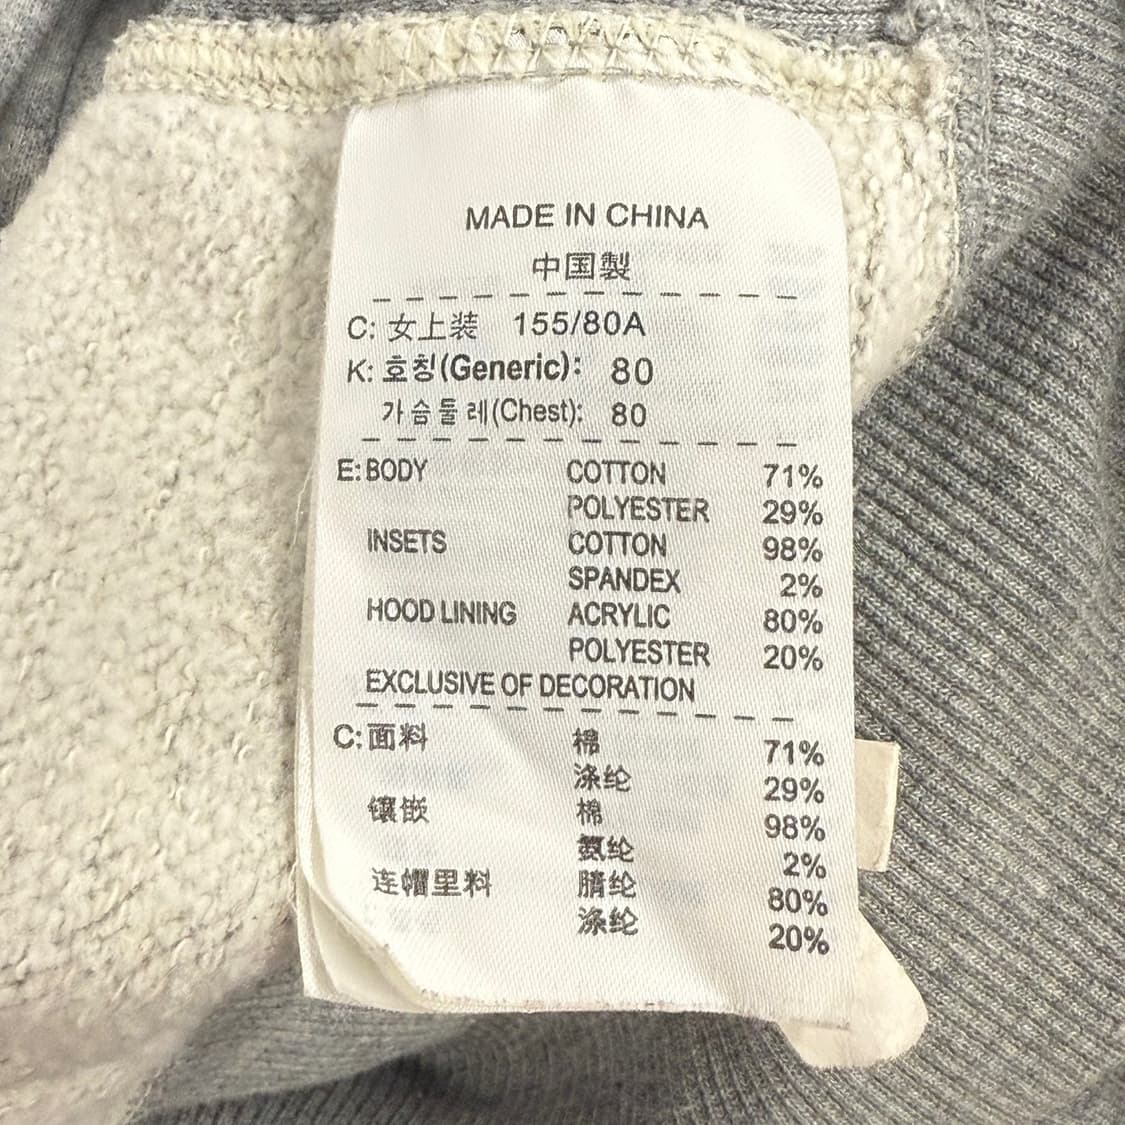 MADE IN CHINA
中国製
C: 女上装 155/80A
K: 호칭(Generic): 80
가슴둘레(Chest): 80
E: BODY COTTON 71%
POLYESTER 29%
INSETS COTTON 98%
SPANDEX 2%
HOOD LINING ACRYLIC 80%
POLYESTER 20%
EXCLUSIVE OF DECORATION
C: 面料 棉 71%
涤纶 29%
镶嵌 棉 98%
氨纶 2%
连帽里料 腈纶 80%
涤纶 20%